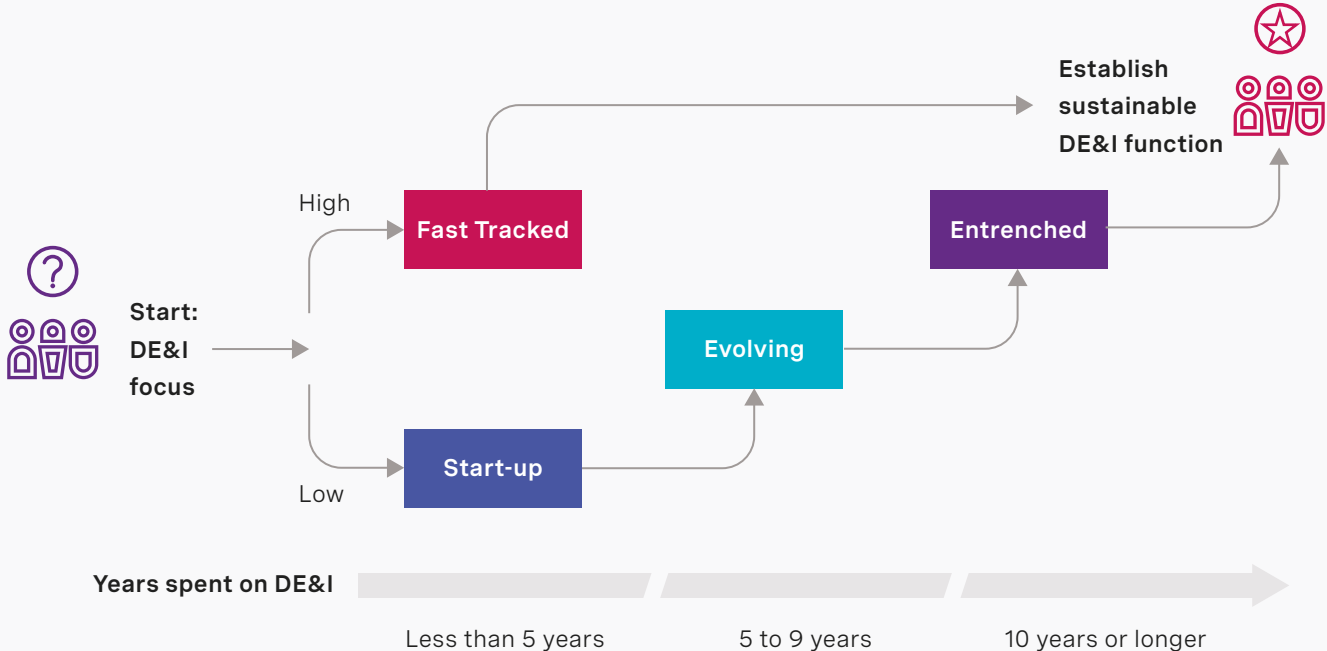 Establish
sustainable
DE&I function
High
Fast Tracked
Entrenched
Start:
DE&I
focus
Evolving
Start-up
Low
Years spent on DE&I
Less than 5 years
5 to 9 years
10 years or longer